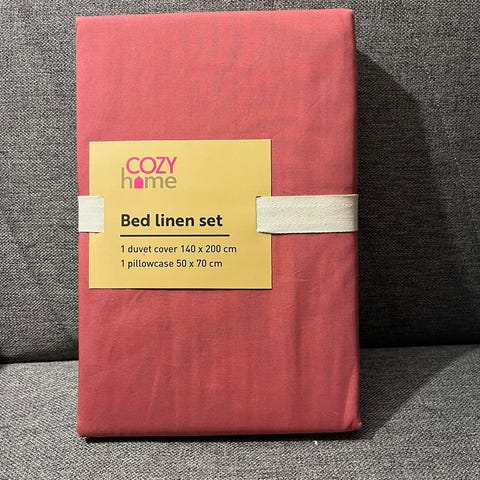 COZY
home
Bed linen set
1 duvet cover 140 x 200 cm
1 pillowcase 50 x 70 cm